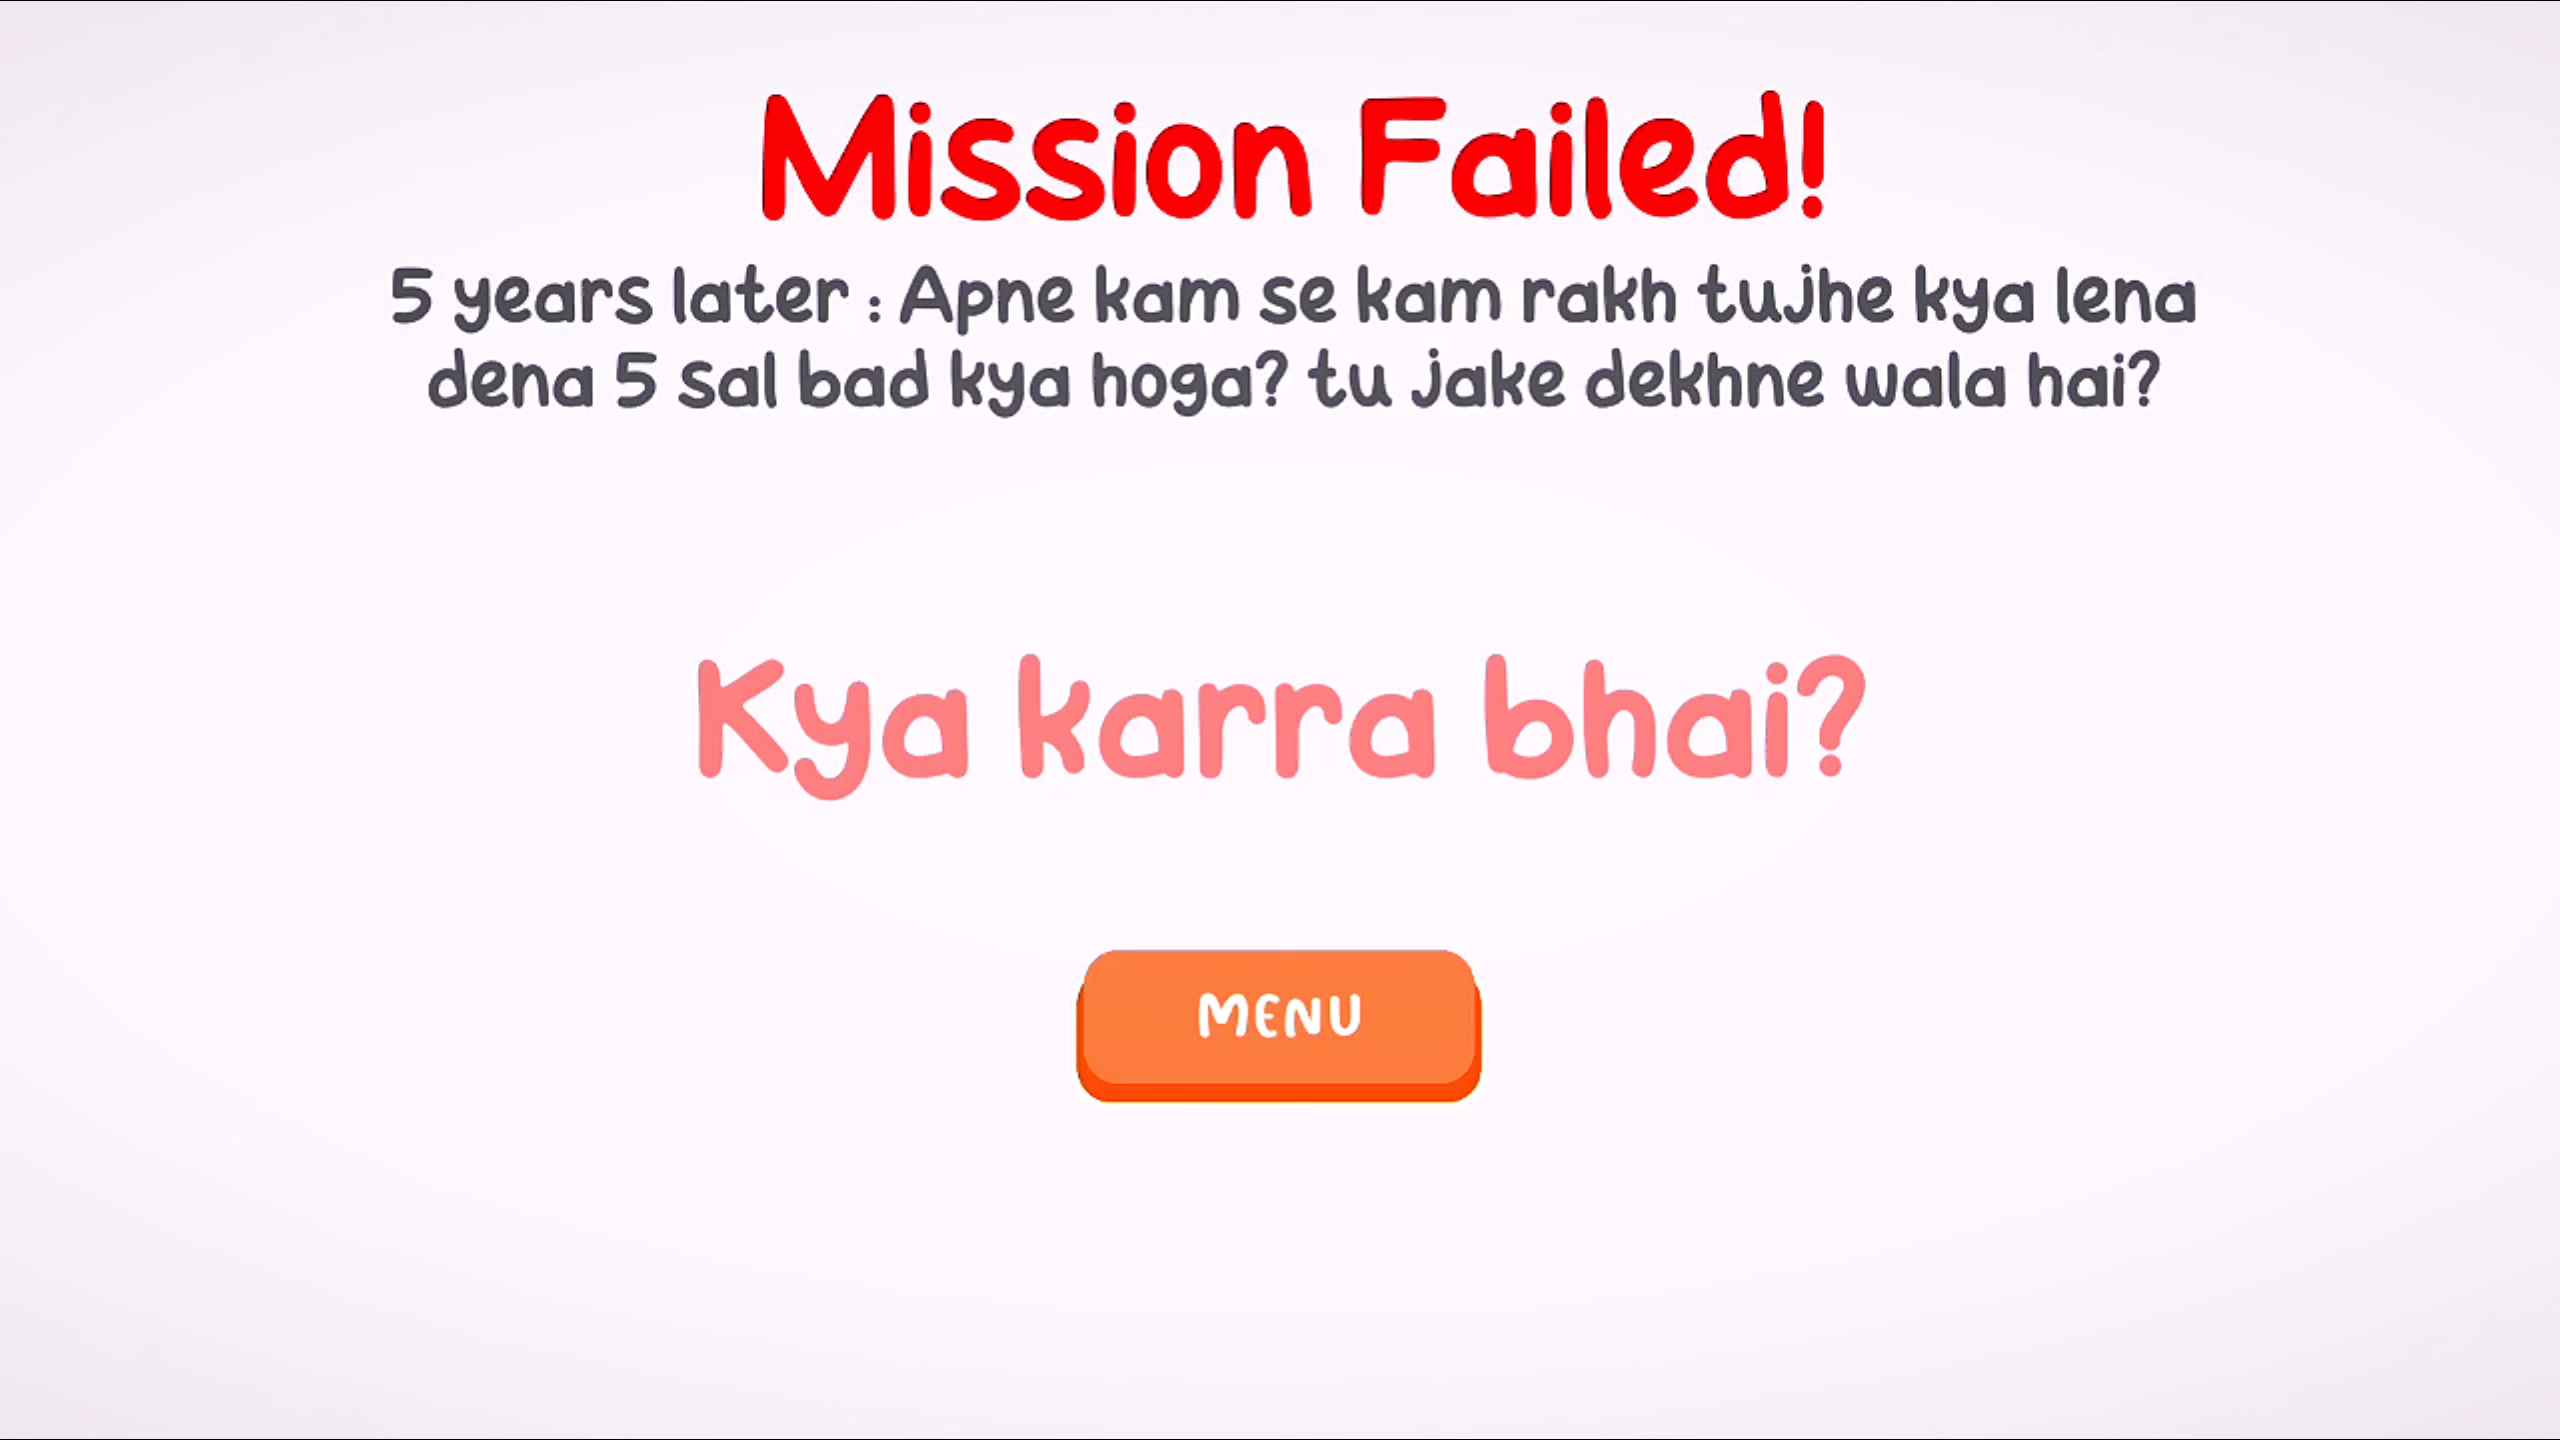 Mission Failed!
5 years later : Apne kam se kam rakh tujhe kya lena
dena 5 sal bad kya hoga? tu jake dekhne wala hai?
Kya karra bhai?
MENU